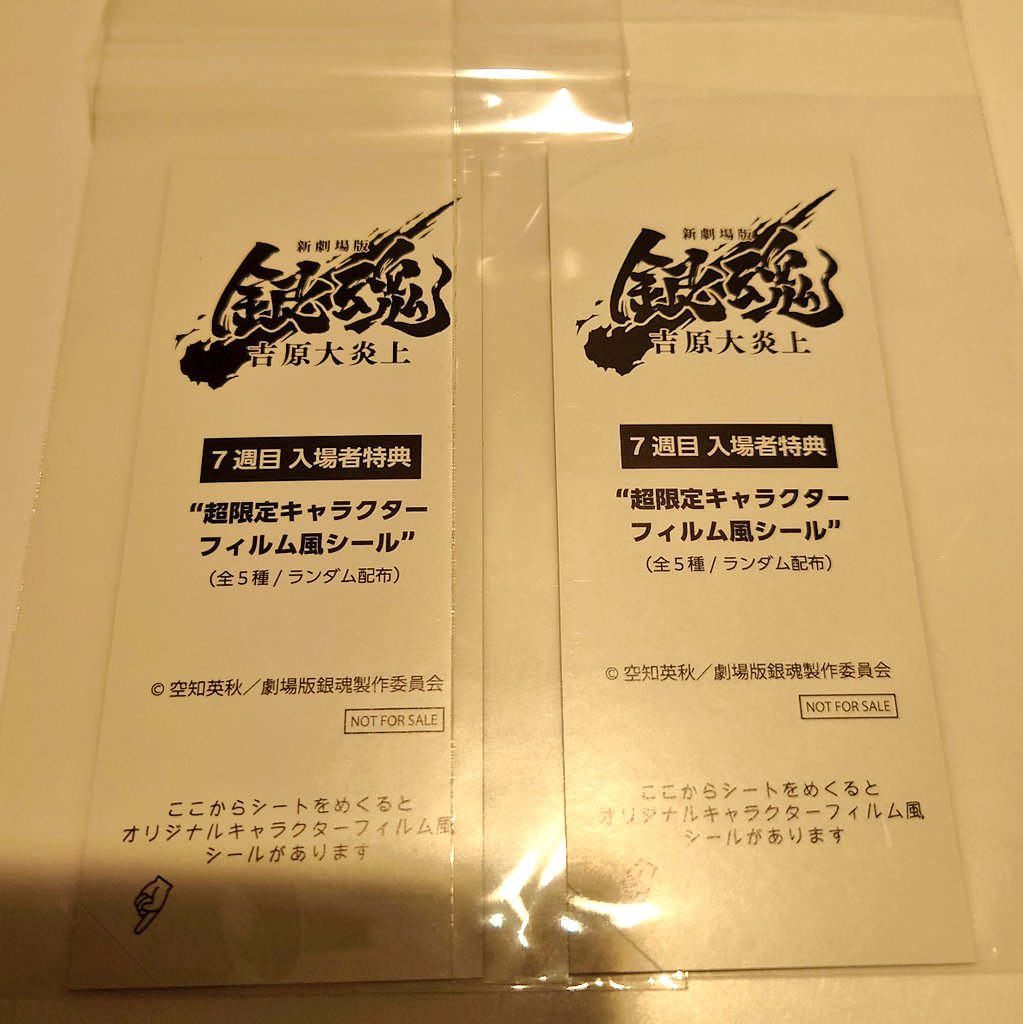 新劇場版
銀魂
吉原大炎上
7週目 入場者特典
“超限定キャラクター
フィルム風シール”
（全5種 / ランダム配布）
© 空知英秋／劇場版銀魂製作委員会
NOT FOR SALE
ここからシートをめくると
オリジナルキャラクターフィルム風
シールがあります
新劇場版
銀魂
吉原大炎上
7週目 入場者特典
“超限定キャラクター
フィルム風シール”
（全5種 / ランダム配布）
© 空知英秋／劇場版銀魂製作委員会
NOT FOR SALE
ここからシートをめくると
オリジナルキャラクターフィルム風
シールがあります